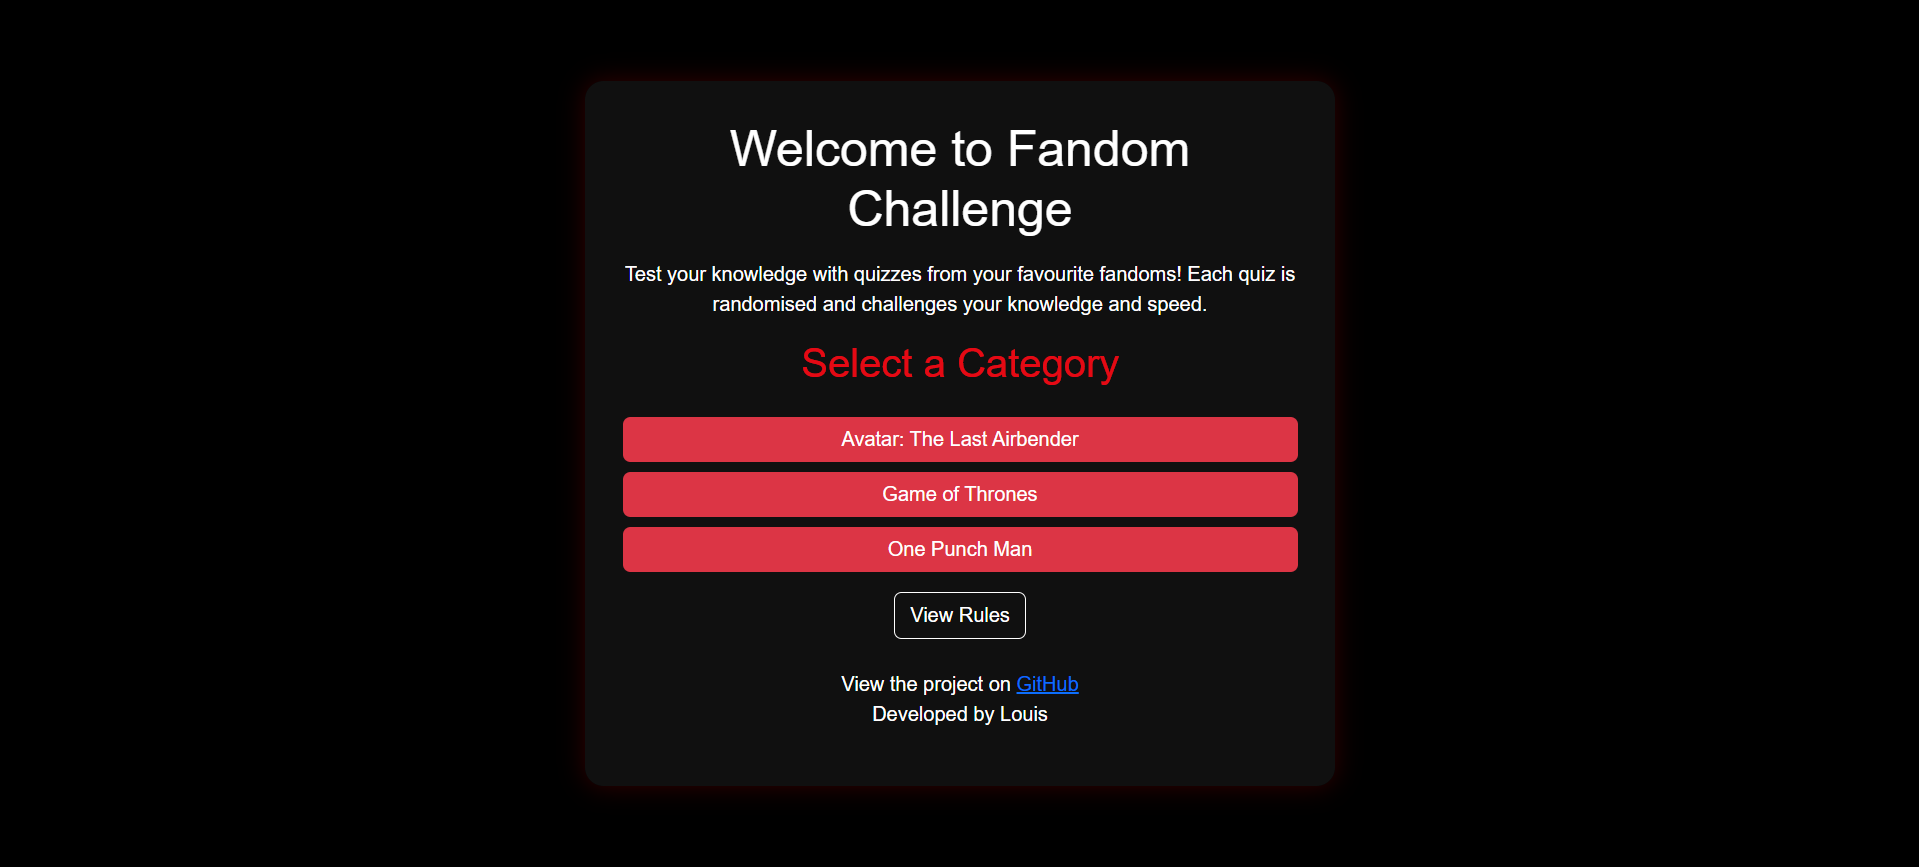 Welcome to Fandom
Challenge
Test your knowledge with quizzes from your favourite fandoms! Each quiz is
randomised and challenges your knowledge and speed.
Select a Category
Avatar: The Last Airbender
Game of Thrones
One Punch Man
View Rules
View the project on GitHub
Developed by Louis